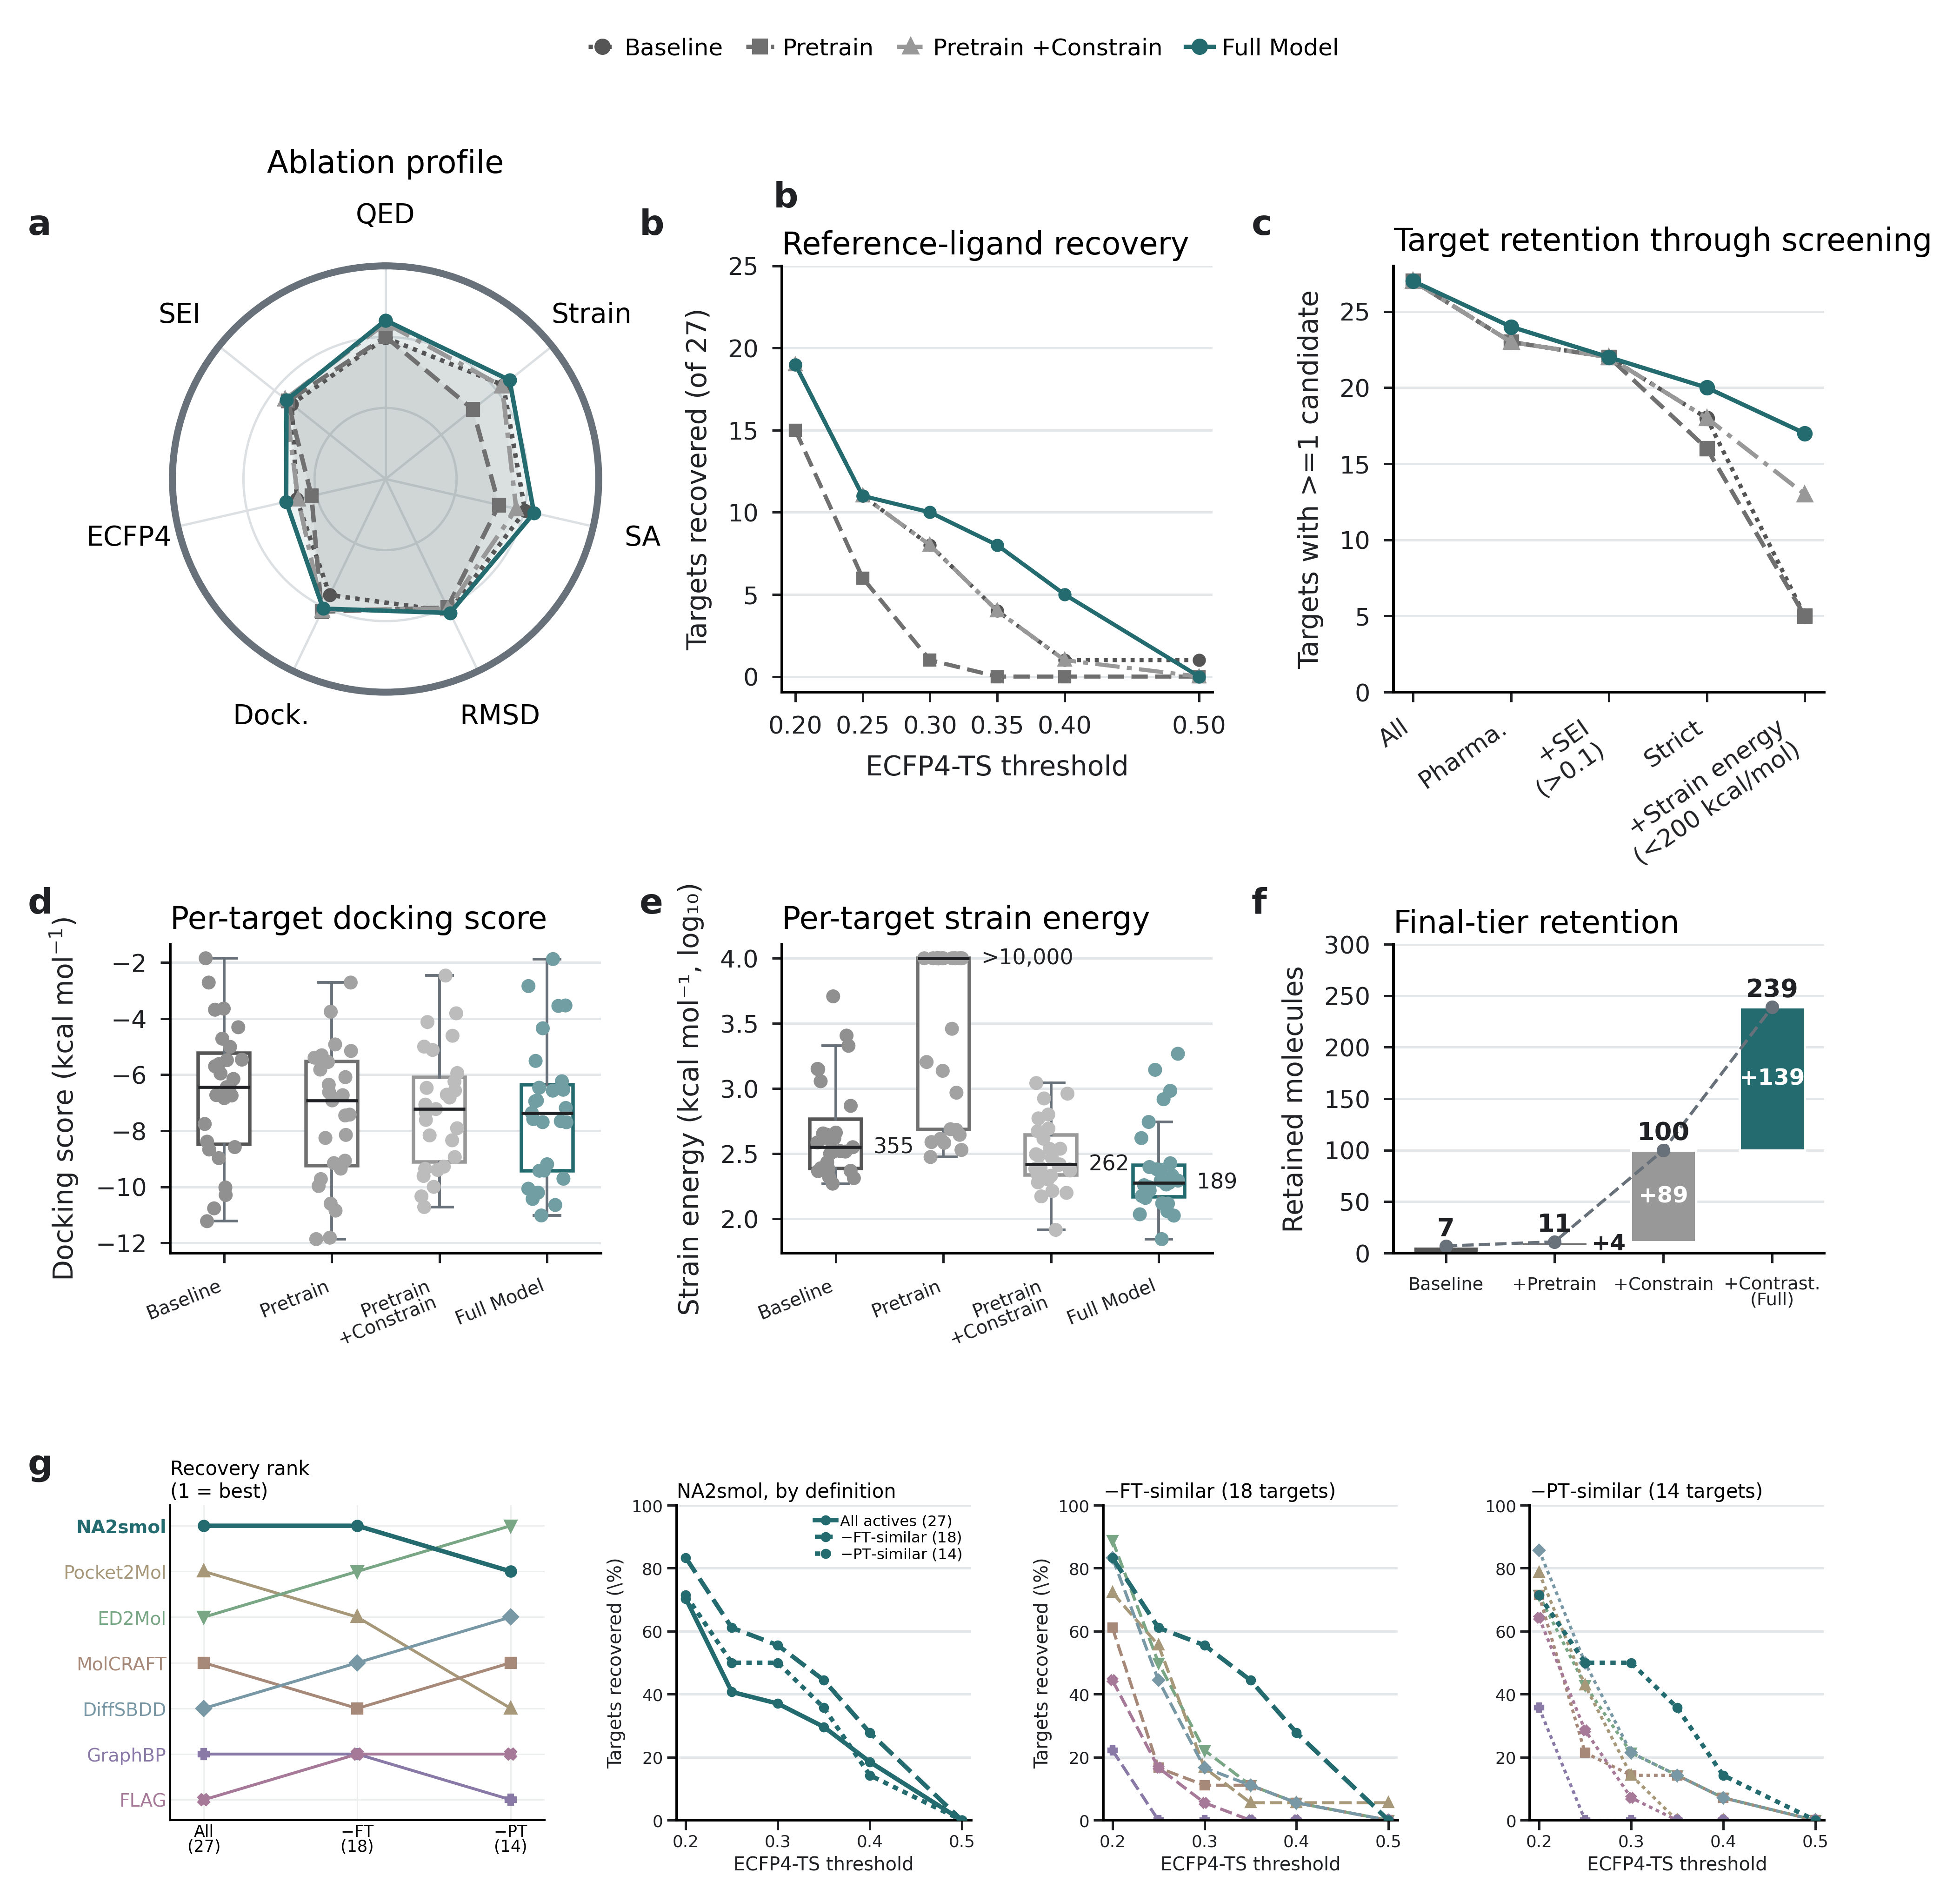 Baseline
Pretrain
Pretrain +Constrain
Full Model
a
Ablation profile
QED
Strain
SA
RMSD
Dock.
ECFP4
SEI
b
b
Reference-ligand recovery
Targets recovered (of 27)
25
20
15
10
5
0
0.20 0.25 0.30 0.35 0.40 0.50
ECFP4-TS threshold
c
Target retention through screening
Targets with >=1 candidate
25
20
15
10
5
0
All
Pharma.
+SEI
(>0.1)
Strict
+Strain energy
(<200 kcal/mol)
d
Per-target docking score
Docking score (kcal mol⁻¹)
−2
−4
−6
−8
−10
−12
Baseline
Pretrain
Pretrain
+Constrain
Full Model
e
Per-target strain energy
Strain energy (kcal mol⁻¹, log₁₀)
4.0
3.5
3.0
2.5
2.0
>10,000
355
262
189
Baseline
Pretrain
Pretrain
+Constrain
Full Model
f
Final-tier retention
Retained molecules
300
250
200
150
100
50
0
7
11
+4
100
+89
239
+139
Baseline
+Pretrain
+Constrain
+Contrast.
(Full)
g
Recovery rank
(1 = best)
NA2smol
Pocket2Mol
ED2Mol
MolCRAFT
DiffSBDD
GraphBP
FLAG
All
(27)
−FT
(18)
−PT
(14)
NA2smol, by definition
Targets recovered (\%)
100
80
60
40
20
0
All actives (27)
−FT-similar (18)
−PT-similar (14)
0.2 0.3 0.4 0.5
ECFP4-TS threshold
−FT-similar (18 targets)
Targets recovered (\%)
100
80
60
40
20
0
0.2 0.3 0.4 0.5
ECFP4-TS threshold
−PT-similar (14 targets)
100
80
60
40
20
0
0.2 0.3 0.4 0.5
ECFP4-TS threshold